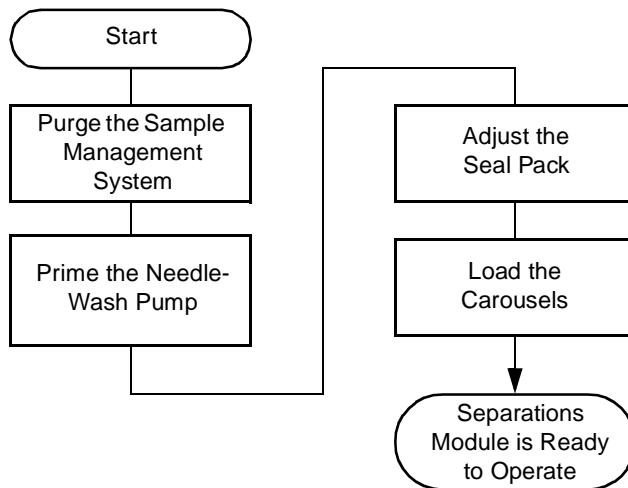 Start
Purge the Sample
Management
System
Prime the Needle-
Wash Pump
Adjust the
Seal Pack
Load the
Carousels
Separations
Module is Ready
to Operate